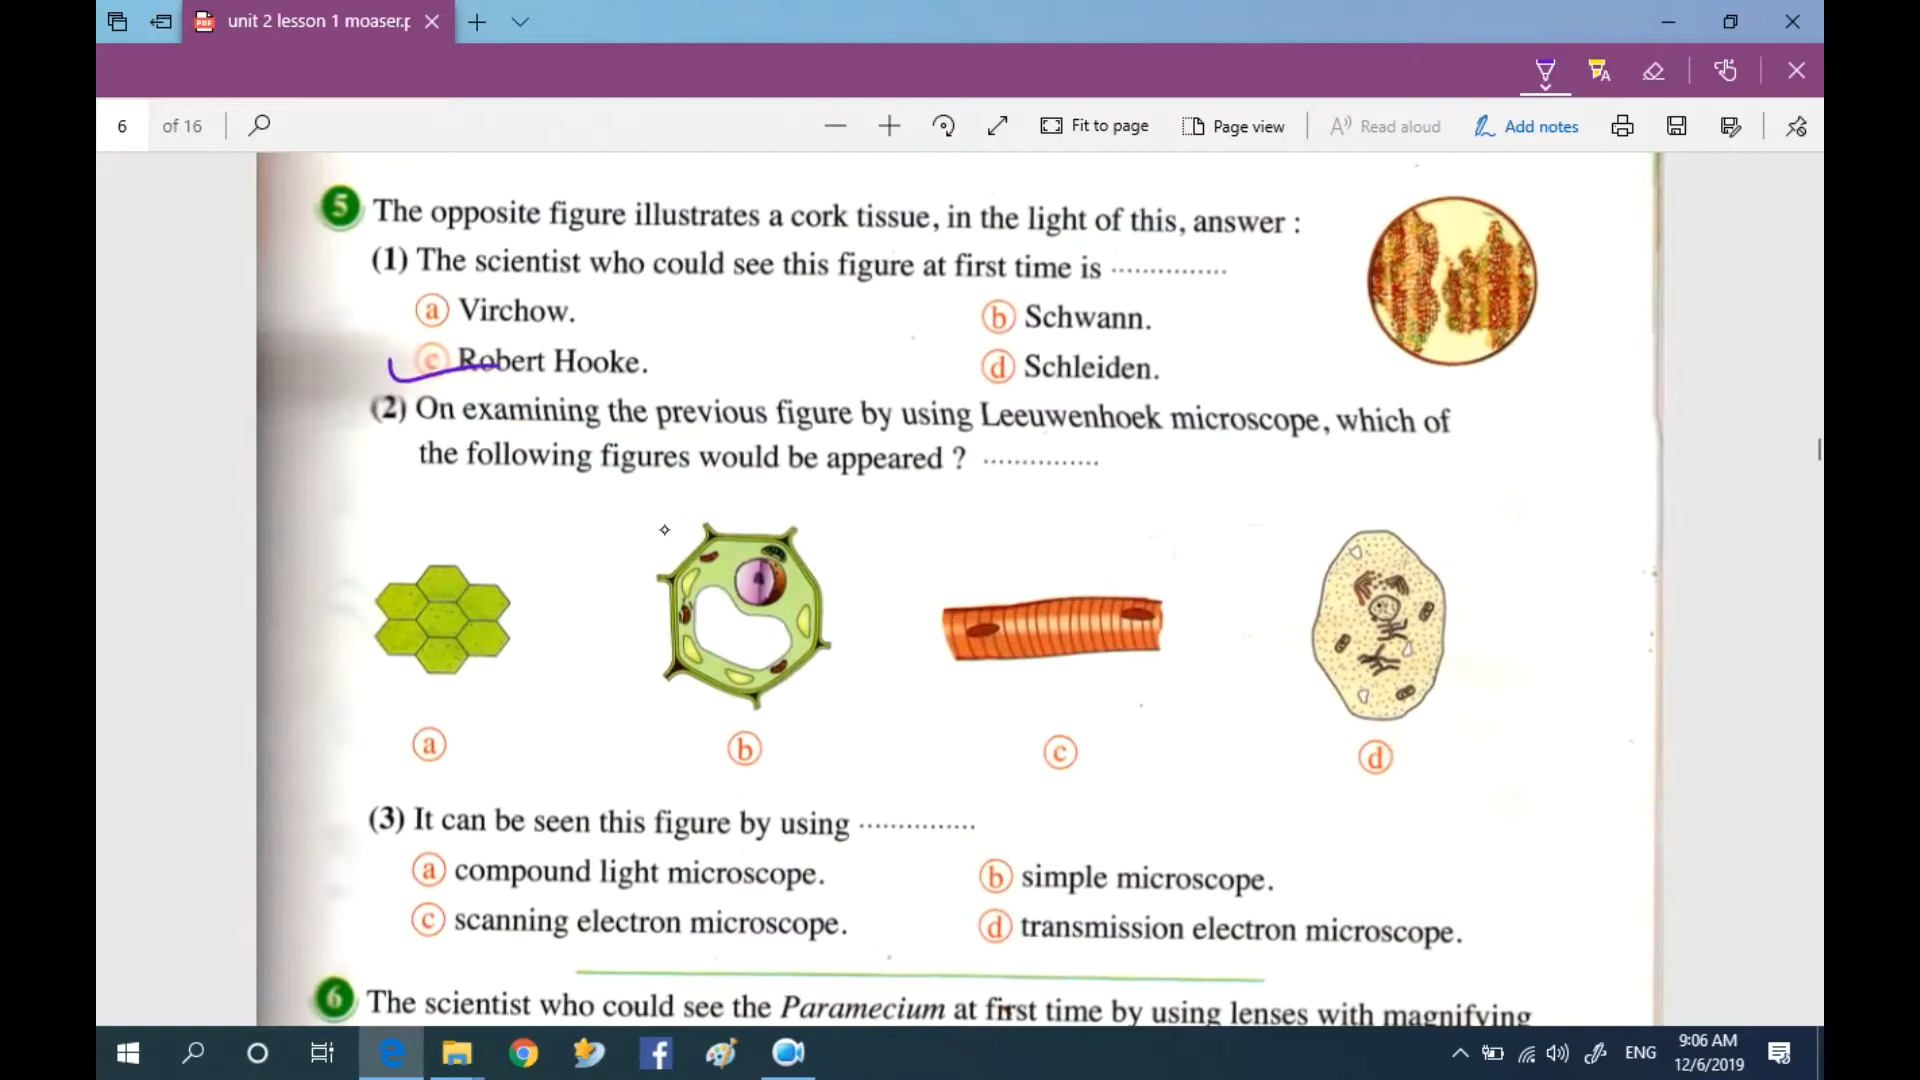 unit 2 lesson 1 moaser.p
6 of 16
Fit to page
Page view
Read aloud
Add notes
5 The opposite figure illustrates a cork tissue, in the light of this, answer :
(1) The scientist who could see this figure at first time is ...............
a Virchow.
b Schwann.
c Robert Hooke.
d Schleiden.
(2) On examining the previous figure by using Leeuwenhoek microscope, which of
the following figures would be appeared ? ...............
a
b
c
d
(3) It can be seen this figure by using ...............
a compound light microscope.
b simple microscope.
c scanning electron microscope.
d transmission electron microscope.
6 The scientist who could see the Paramecium at first time by using lenses with magnifying
ENG
9:06 AM
12/6/2019